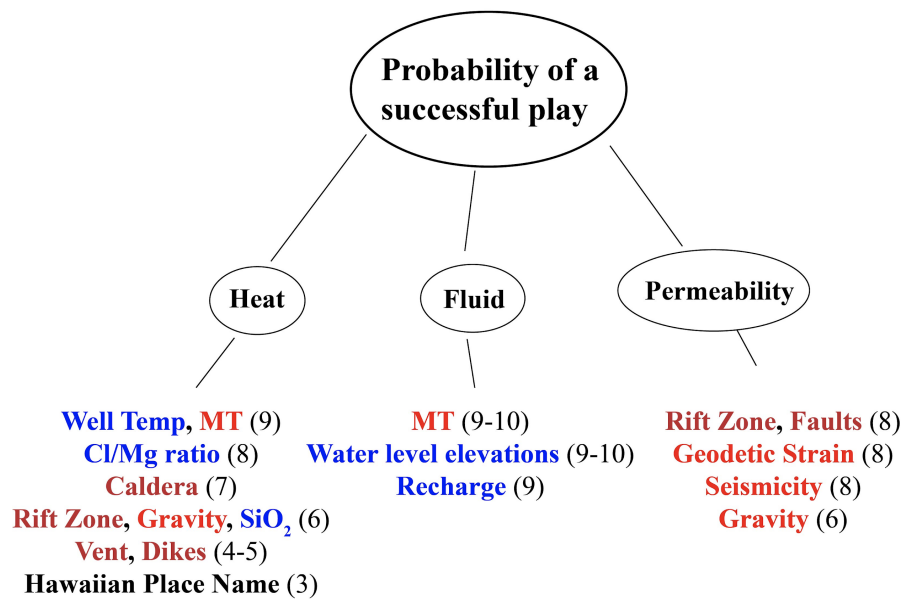 Probability of a
successful play
Heat
Fluid
Permeability
Well Temp, MT (9)
Cl/Mg ratio (8)
Caldera (7)
Rift Zone, Gravity, SiO₂ (6)
Vent, Dikes (4-5)
Hawaiian Place Name (3)
MT (9-10)
Water level elevations (9-10)
Recharge (9)
Rift Zone, Faults (8)
Geodetic Strain (8)
Seismicity (8)
Gravity (6)